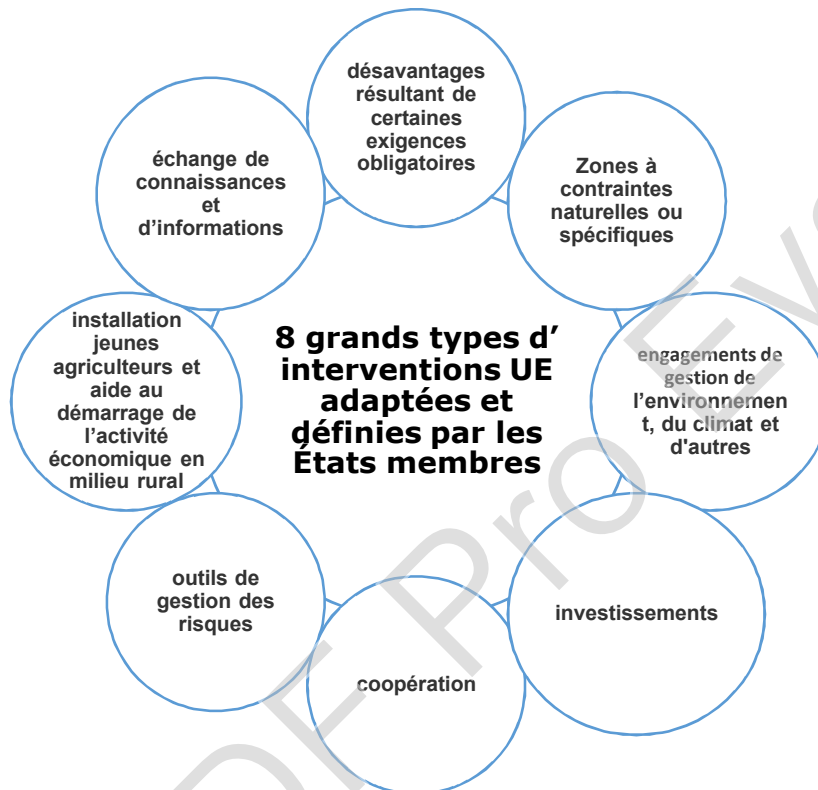 désavantages
résultant de
certaines
exigences
obligatoires
Zones à
contraintes
naturelles ou
spécifiques
engagements de
gestion de
l'environnemen
t, du climat et
d'autres
investissements
coopération
outils de
gestion des
risques
installation
jeunes
agriculteurs et
aide au
démarrage de
l'activité
économique en
milieu rural
échange de
connaissances
et
d'informations
8 grands types d'
interventions UE
adaptées et
définies par les
États membres
PDF Pro Ev